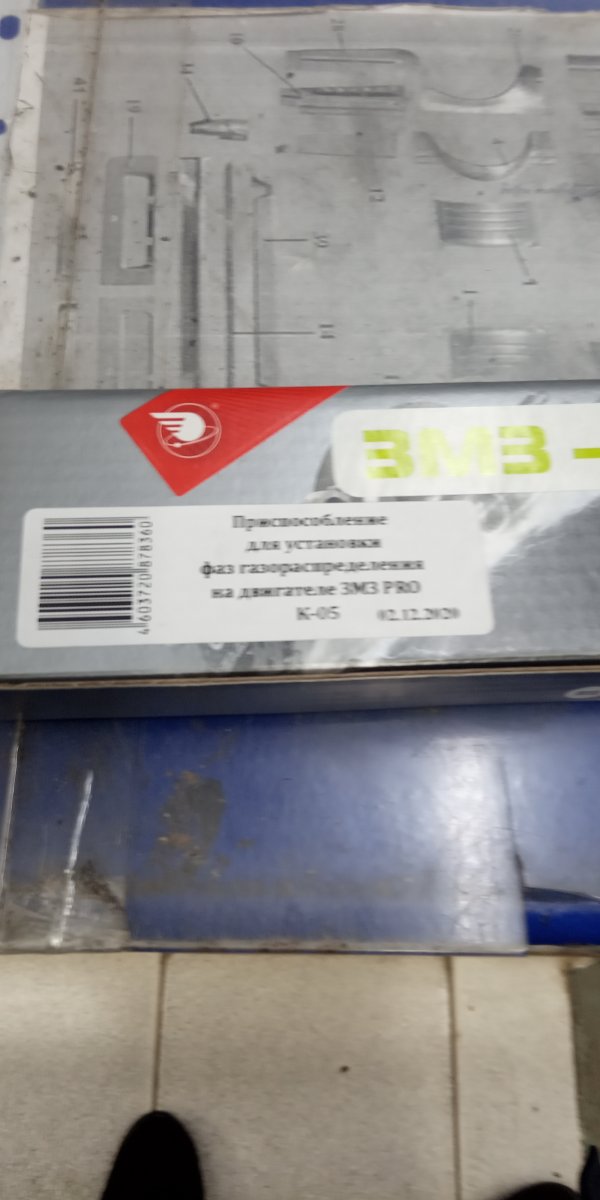 ЗМЗ -
Приспособление
для установки
фаз газораспределения
на двигателе ЗМЗ PRO
К-05 02.12.2020
4603720878360